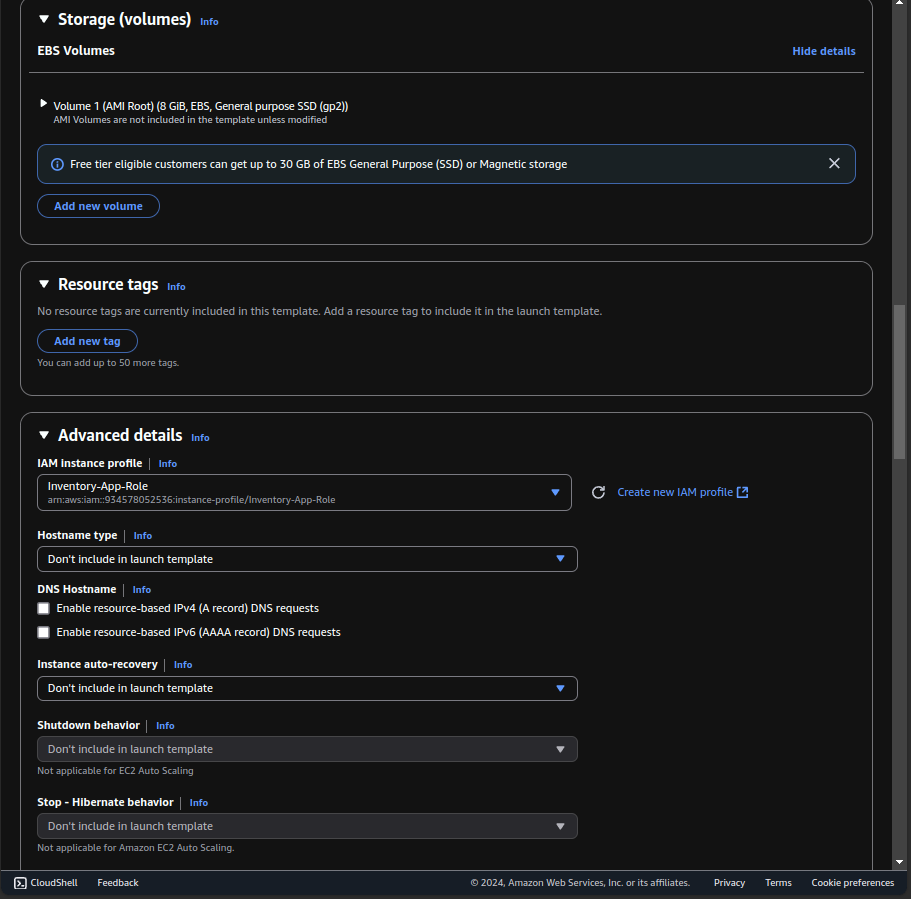 Storage (volumes) Info
EBS Volumes Hide details
Volume 1 (AMI Root) (8 GiB, EBS, General purpose SSD (gp2))
AMI Volumes are not included in the template unless modified
Free tier eligible customers can get up to 30 GB of EBS General Purpose (SSD) or Magnetic storage
Add new volume
Resource tags Info
No resource tags are currently included in this template. Add a resource tag to include it in the launch template.
Add new tag
You can add up to 50 more tags.
Advanced details Info
IAM instance profile Info
Inventory-App-Role
arn:aws:iam::934578052536:instance-profile/Inventory-App-Role
Create new IAM profile
Hostname type Info
Don't include in launch template
DNS Hostname Info
Enable resource-based IPv4 (A record) DNS requests
Enable resource-based IPv6 (AAAA record) DNS requests
Instance auto-recovery Info
Don't include in launch template
Shutdown behavior Info
Don't include in launch template
Not applicable for EC2 Auto Scaling
Stop - Hibernate behavior Info
Don't include in launch template
Not applicable for Amazon EC2 Auto Scaling.
CloudShell Feedback © 2024, Amazon Web Services, Inc. or its affiliates. Privacy Terms Cookie preferences